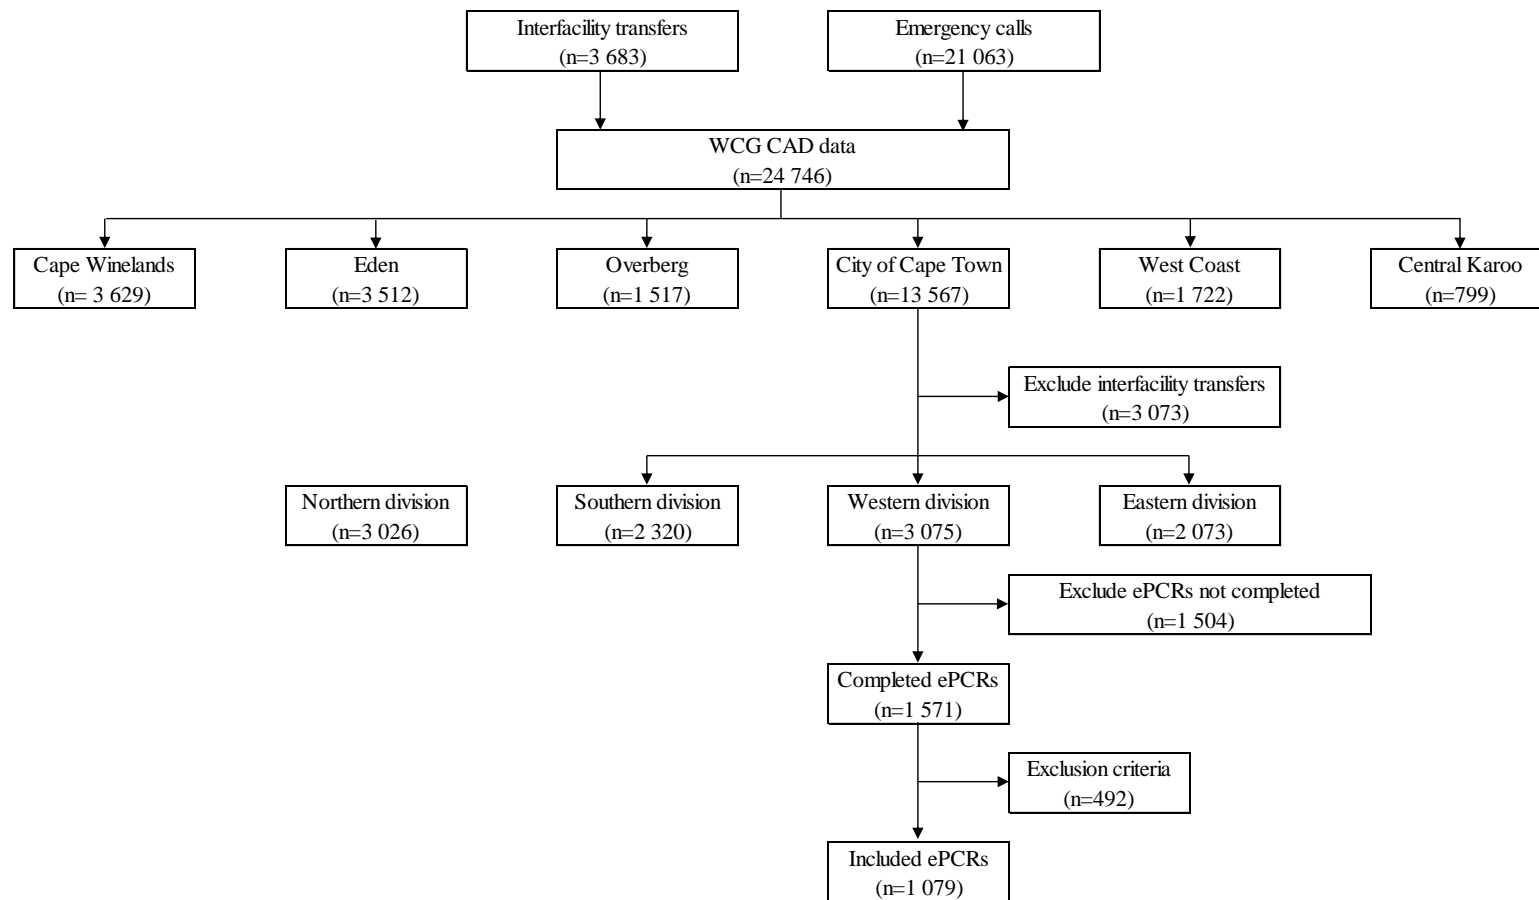 Interfacility transfers
(n=3 683)
Emergency calls
(n=21 063)
WCG CAD data
(n=24 746)
Cape Winelands
(n= 3 629)
Eden
(n=3 512)
Overberg
(n=1 517)
City of Cape Town
(n=13 567)
West Coast
(n=1 722)
Central Karoo
(n=799)
Exclude interfacility transfers
(n=3 073)
Northern division
(n=3 026)
Southern division
(n=2 320)
Western division
(n=3 075)
Eastern division
(n=2 073)
Exclude ePCRs not completed
(n=1 504)
Completed ePCRs
(n=1 571)
Exclusion criteria
(n=492)
Included ePCRs
(n=1 079)